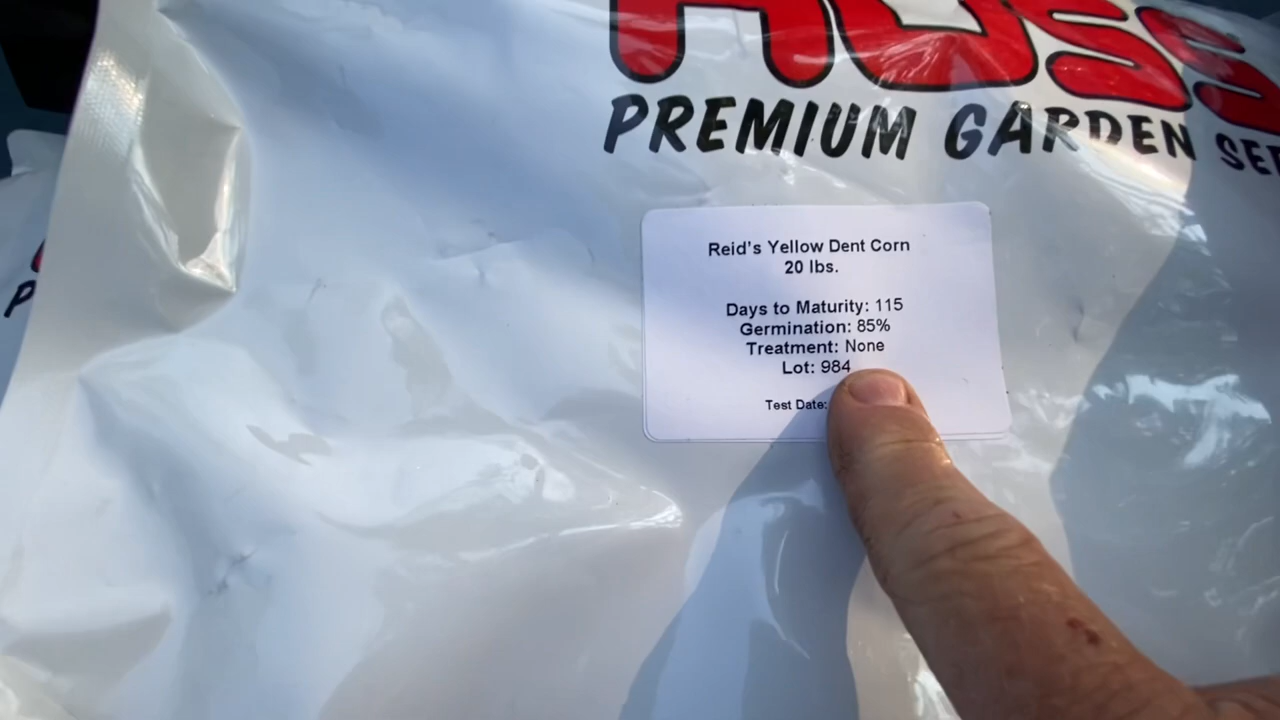 HOSS
PREMIUM GARDEN
Reid's Yellow Dent Corn
20 lbs.
Days to Maturity: 115
Germination: 85%
Treatment: None
Lot: 984
Test Date: